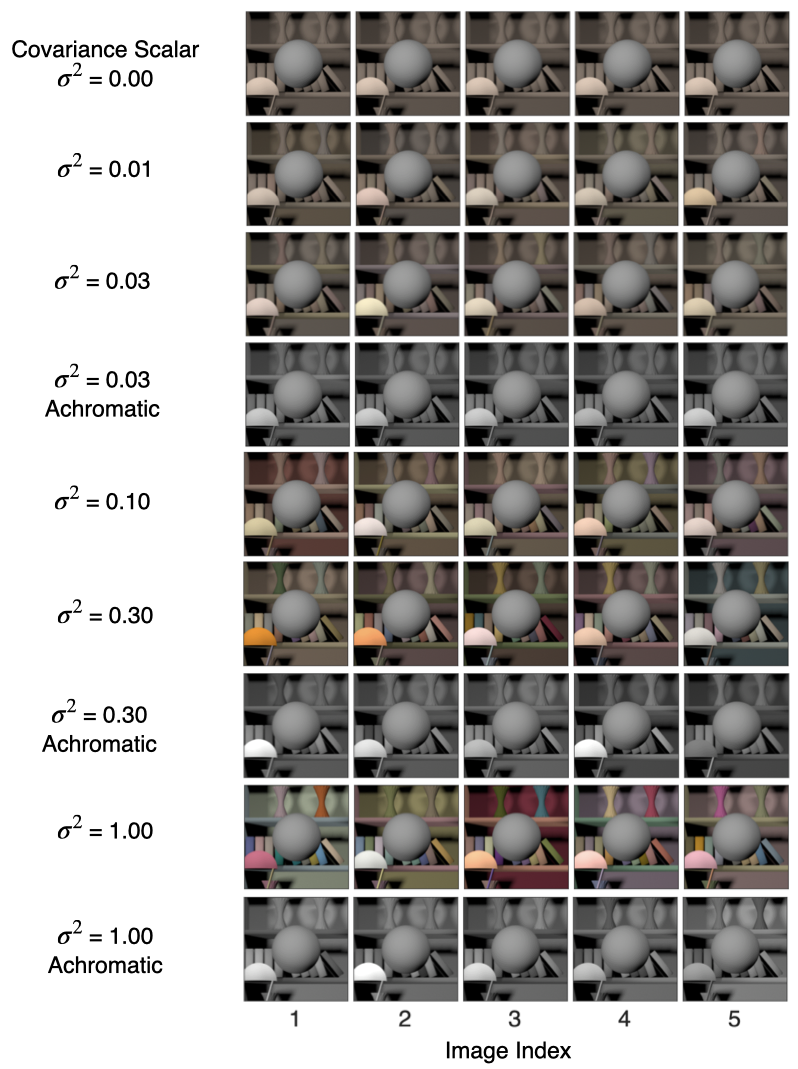 Covariance Scalar
σ² = 0.00
σ² = 0.01
σ² = 0.03
σ² = 0.03
Achromatic
σ² = 0.10
σ² = 0.30
σ² = 0.30
Achromatic
σ² = 1.00
σ² = 1.00
Achromatic
1 2 3 4 5
Image Index